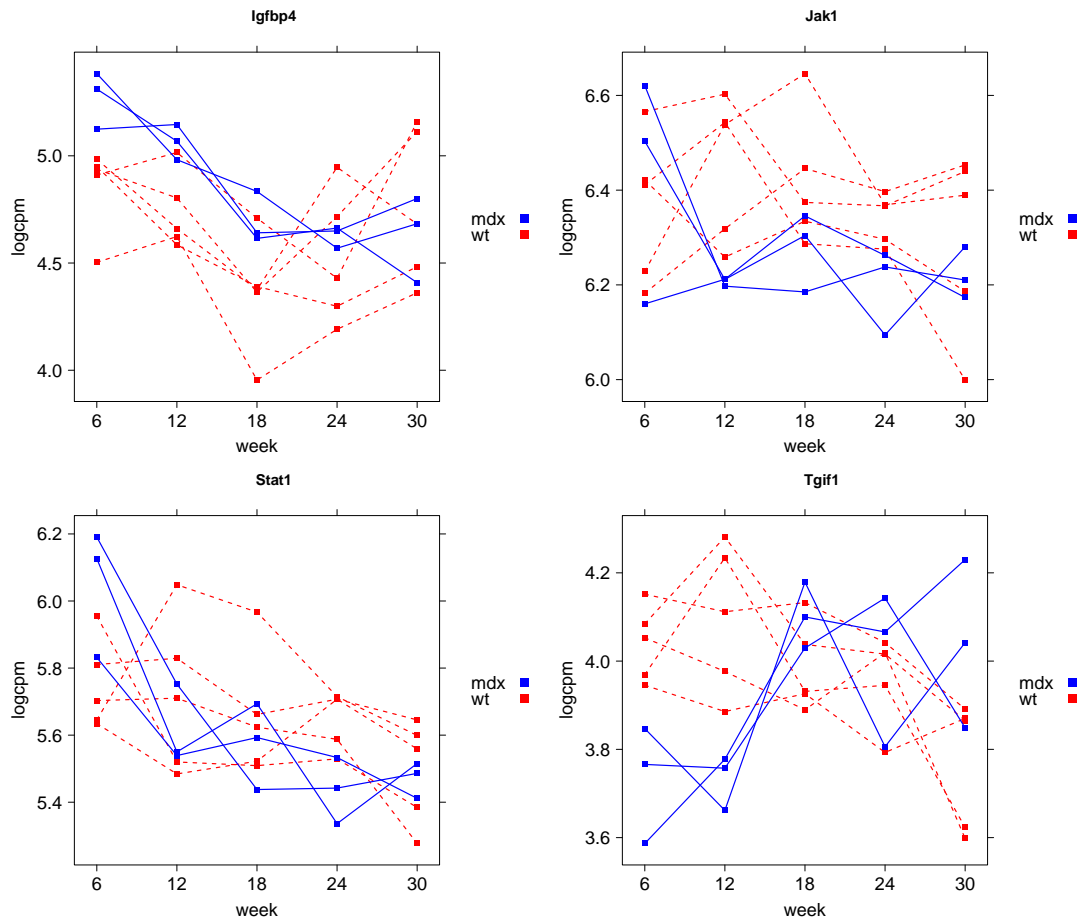 Igfbp4
5.0
4.5
4.0
logcpm
6 12 18 24 30
week
mdx
wt
Jak1
6.6
6.4
6.2
6.0
logcpm
6 12 18 24 30
week
mdx
wt
Stat1
6.2
6.0
5.8
5.6
5.4
logcpm
6 12 18 24 30
week
mdx
wt
Tgif1
4.2
4.0
3.8
3.6
logcpm
6 12 18 24 30
week
mdx
wt